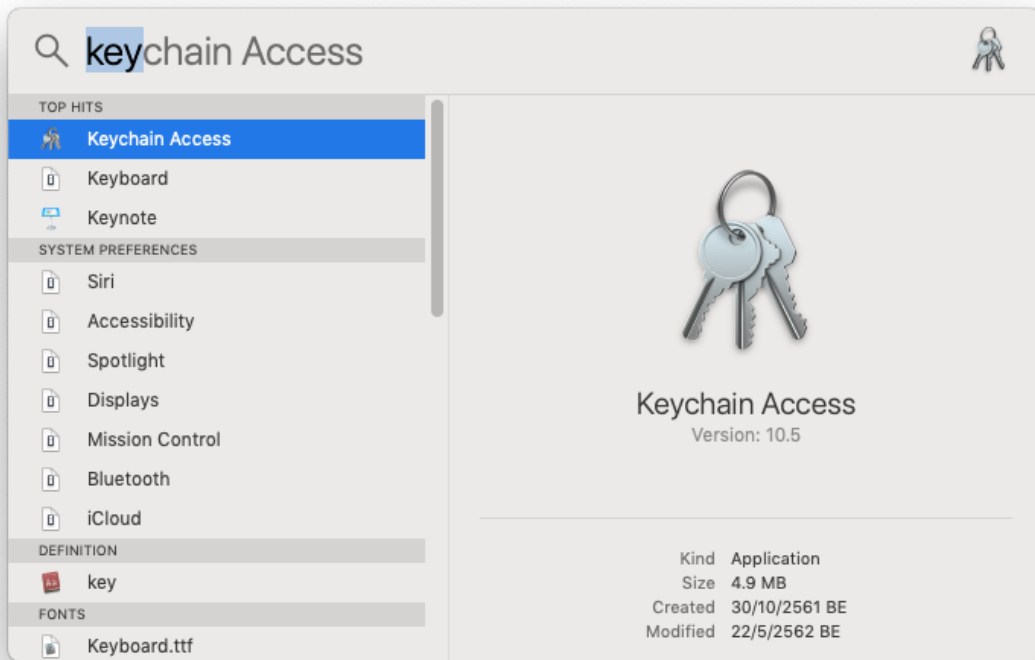 keychain Access
TOP HITS
Keychain Access
Keyboard
Keynote
SYSTEM PREFERENCES
Siri
Accessibility
Spotlight
Displays
Mission Control
Bluetooth
iCloud
DEFINITION
key
FONTS
Keyboard.ttf
Keychain Access
Version: 10.5
Kind Application
Size 4.9 MB
Created 30/10/2561 BE
Modified 22/5/2562 BE